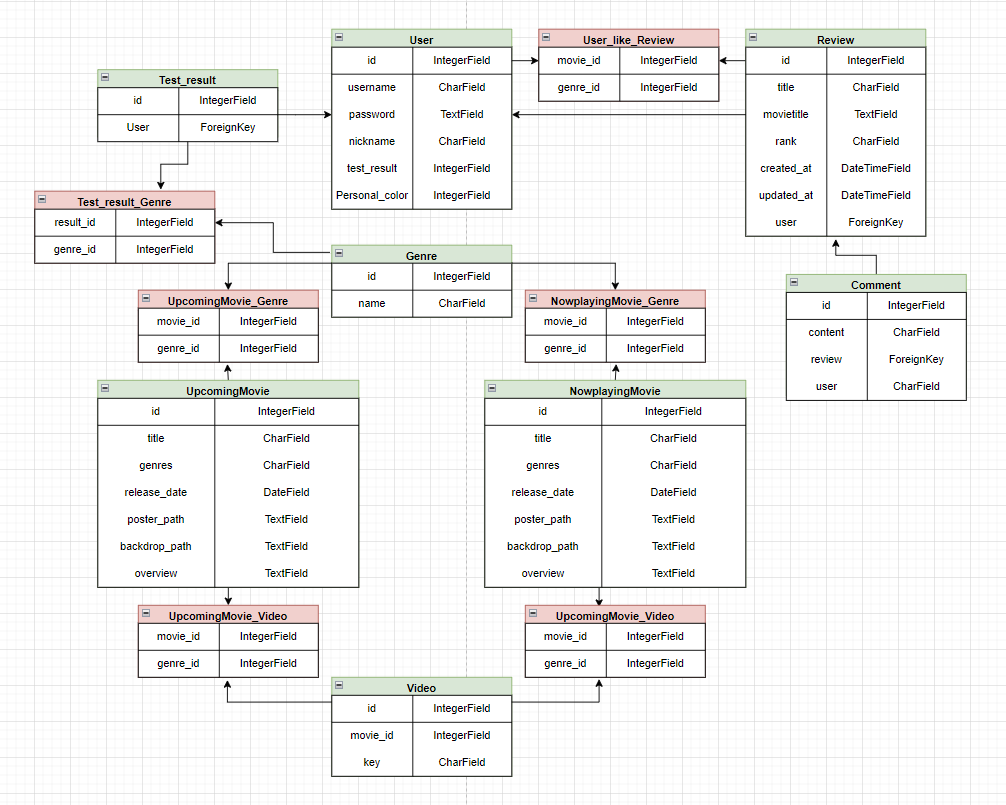 User
id IntegerField
username CharField
password TextField
nickname CharField
test_result IntegerField
Personal_color IntegerField
User_like_Review
movie_id IntegerField
genre_id IntegerField
Review
id IntegerField
title CharField
movietitle TextField
rank CharField
created_at DateTimeField
updated_at DateTimeField
user ForeignKey
Test_result
id IntegerField
User ForeignKey
Test_result_Genre
result_id IntegerField
genre_id IntegerField
Genre
id IntegerField
name CharField
Comment
id IntegerField
content CharField
review ForeignKey
user CharField
UpcomingMovie_Genre
movie_id IntegerField
genre_id IntegerField
NowplayingMovie_Genre
movie_id IntegerField
genre_id IntegerField
UpcomingMovie
id IntegerField
title CharField
genres CharField
release_date DateField
poster_path TextField
backdrop_path TextField
overview TextField
NowplayingMovie
id IntegerField
title CharField
genres CharField
release_date DateField
poster_path TextField
backdrop_path TextField
overview TextField
UpcomingMovie_Video
movie_id IntegerField
genre_id IntegerField
UpcomingMovie_Video
movie_id IntegerField
genre_id IntegerField
Video
id IntegerField
movie_id IntegerField
key CharField